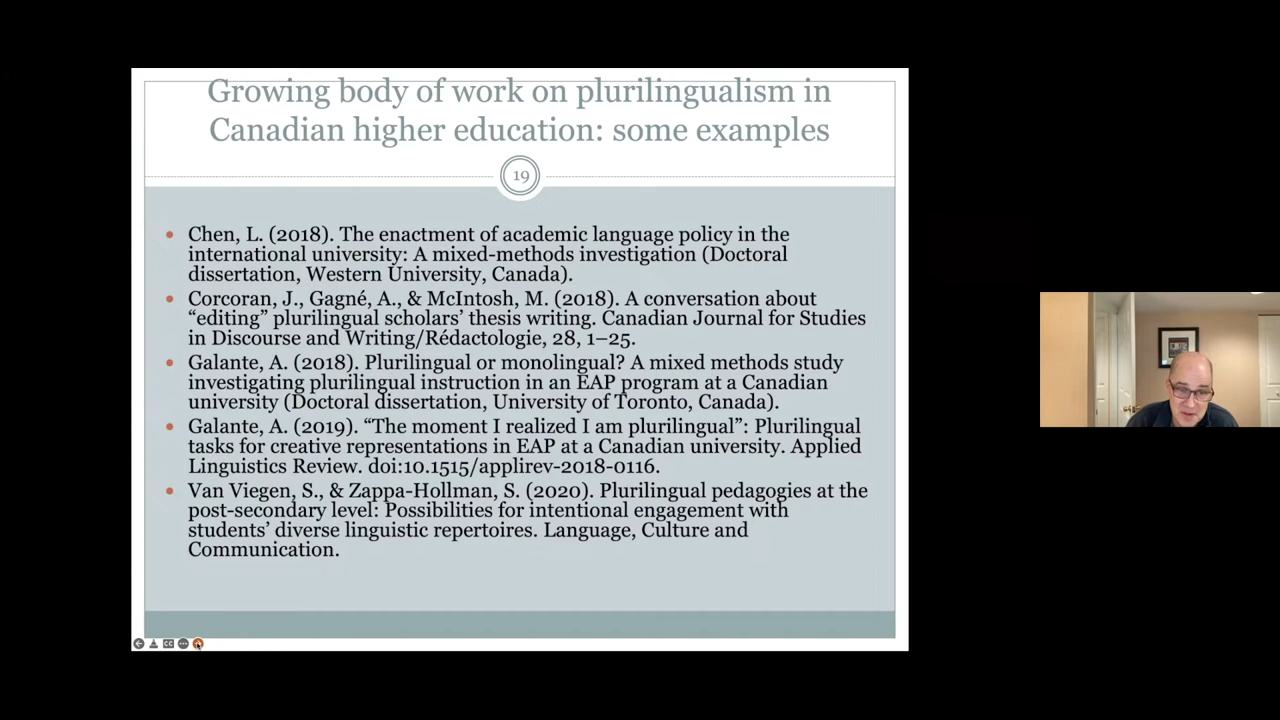 Growing body of work on plurilingualism in
Canadian higher education: some examples
19
• Chen, L. (2018). The enactment of academic language policy in the
international university: A mixed-methods investigation (Doctoral
dissertation, Western University, Canada).
• Corcoran, J., Gagné, A., & McIntosh, M. (2018). A conversation about
“editing” plurilingual scholars’ thesis writing. Canadian Journal for Studies
in Discourse and Writing/Rédactologie, 28, 1–25.
• Galante, A. (2018). Plurilingual or monolingual? A mixed methods study
investigating plurilingual instruction in an EAP program at a Canadian
university (Doctoral dissertation, University of Toronto, Canada).
• Galante, A. (2019). “The moment I realized I am plurilingual”: Plurilingual
tasks for creative representations in EAP at a Canadian university. Applied
Linguistics Review. doi:10.1515/applirev-2018-0116.
• Van Viegen, S., & Zappa-Hollman, S. (2020). Plurilingual pedagogies at the
post-secondary level: Possibilities for intentional engagement with
students’ diverse linguistic repertoires. Language, Culture and
Communication.
CC